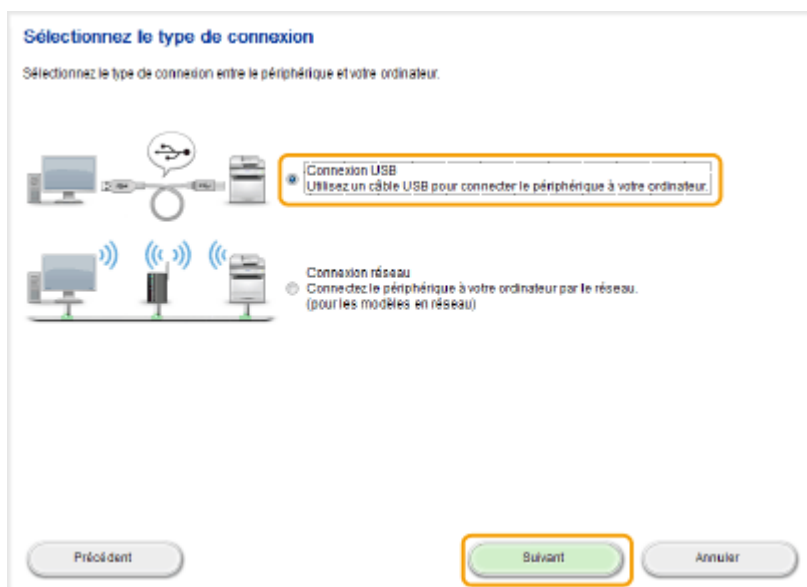 Sélectionnez le type de connexion
Sélectionnez le type de connexion entre le périphérique et votre ordinateur.
Connexion USB
Utilisez un câble USB pour connecter le périphérique à votre ordinateur.
Connexion réseau
Connectez le périphérique à votre ordinateur par le réseau.
(pour les modèles en réseau)
Précédent
Suivant
Annuler